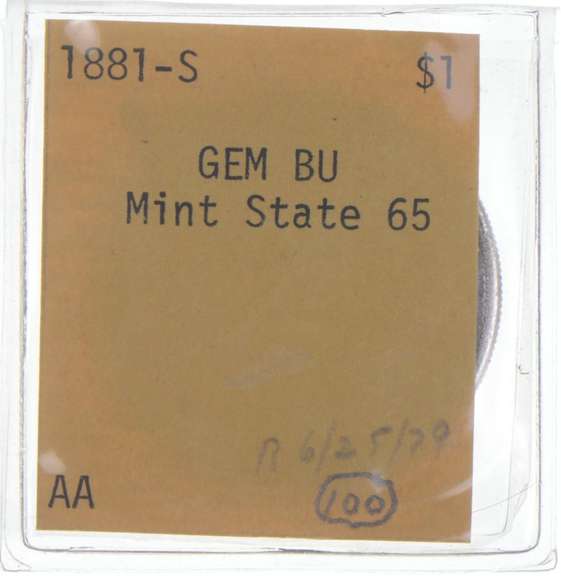 1881-S $1
GEM BU
Mint State 65
R 6/25/79
AA 100